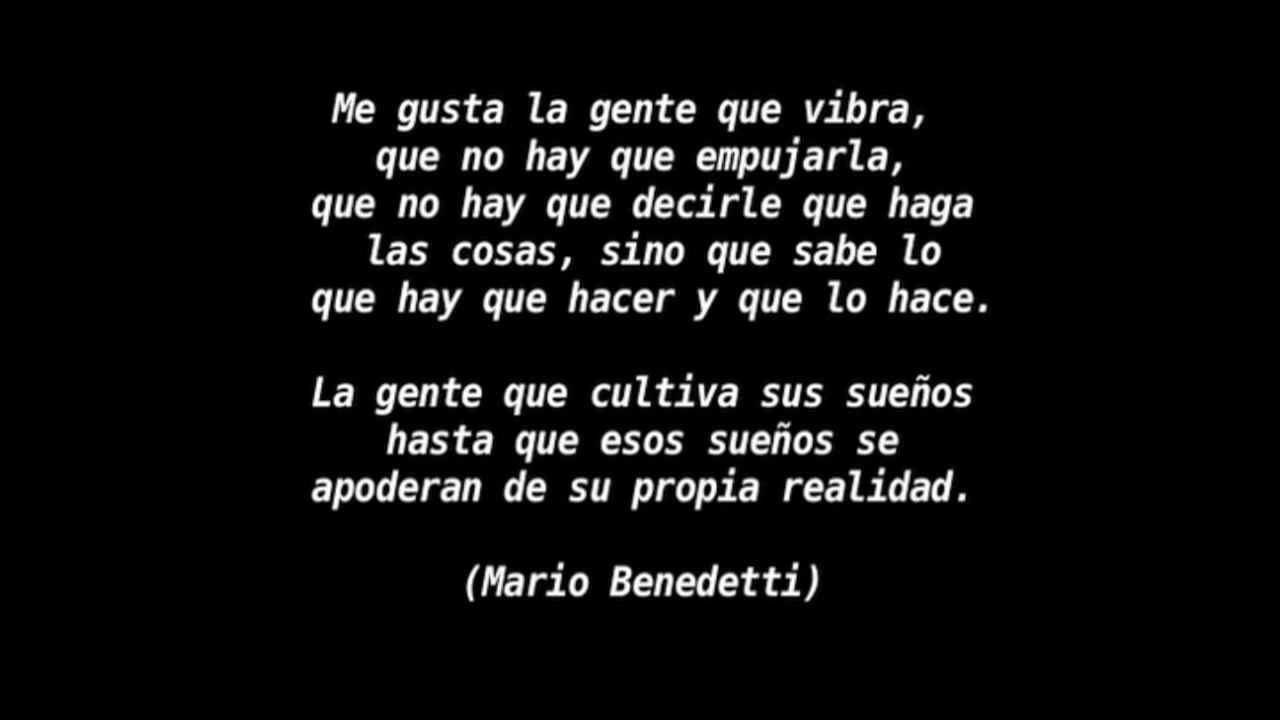 Me gusta la gente que vibra,
que no hay que empujarla,
que no hay que decirle que haga
las cosas, sino que sabe lo
que hay que hacer y que lo hace.
La gente que cultiva sus sueños
hasta que esos sueños se
apoderan de su propia realidad.
(Mario Benedetti)